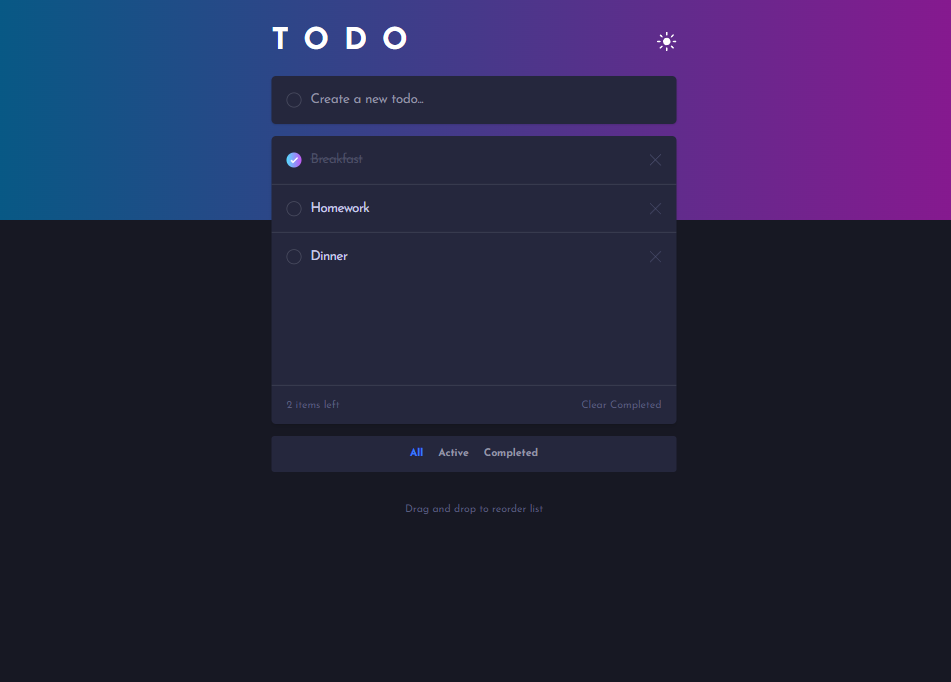 T O D O
Create a new todo...
Breakfast
Homework
Dinner
2 items left Clear Completed
All Active Completed
Drag and drop to reorder list